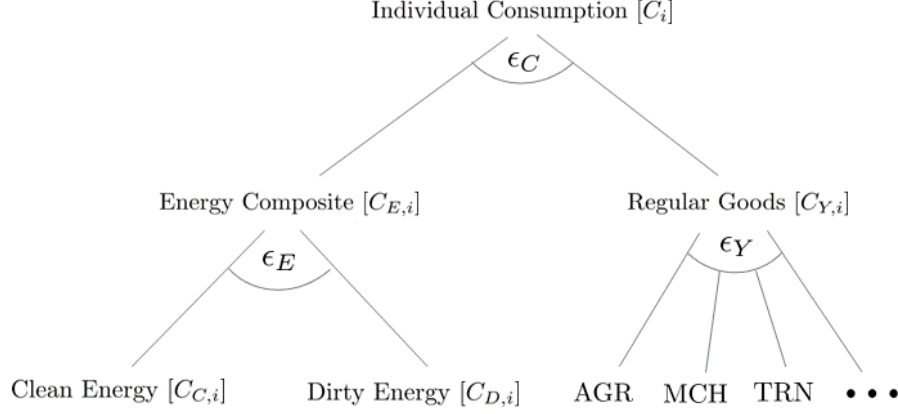 Individual Consumption [C_i]
ϵ_C
Energy Composite [C_{E,i}]
Regular Goods [C_{Y,i}]
ϵ_E
ϵ_Y
Clean Energy [C_{C,i}]
Dirty Energy [C_{D,i}]
AGR
MCH
TRN
•••